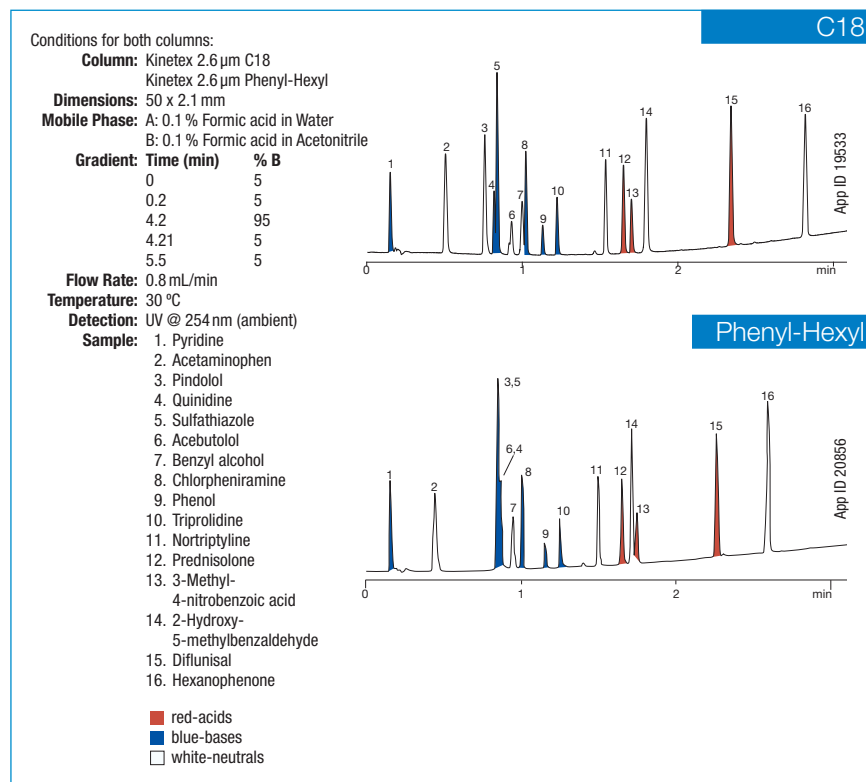 Conditions for both columns:
Column: Kinetex 2.6 µm C18
Kinetex 2.6 µm Phenyl-Hexyl
Dimensions: 50 x 2.1 mm
Mobile Phase: A: 0.1 % Formic acid in Water
B: 0.1 % Formic acid in Acetonitrile
Gradient: Time (min) % B
0 5
0.2 5
4.2 95
4.21 5
5.5 5
Flow Rate: 0.8 mL/min
Temperature: 30 ºC
Detection: UV @ 254 nm (ambient)
Sample: 1. Pyridine
2. Acetaminophen
3. Pindolol
4. Quinidine
5. Sulfathiazole
6. Acebutolol
7. Benzyl alcohol
8. Chlorpheniramine
9. Phenol
10. Triprolidine
11. Nortriptyline
12. Prednisolone
13. 3-Methyl-
4-nitrobenzoic acid
14. 2-Hydroxy-
5-methylbenzaldehyde
15. Diflunisal
16. Hexanophenone
red-acids
blue-bases
white-neutrals
C18
1 2 3 4 5 6 7 8 9 10 11 12 13 14 15 16
App ID 19533
0 1 2 min
Phenyl-Hexyl
1 2 3,5 6,4 7 8 9 10 11 12 14 13 15 16
App ID 20856
0 1 2 min